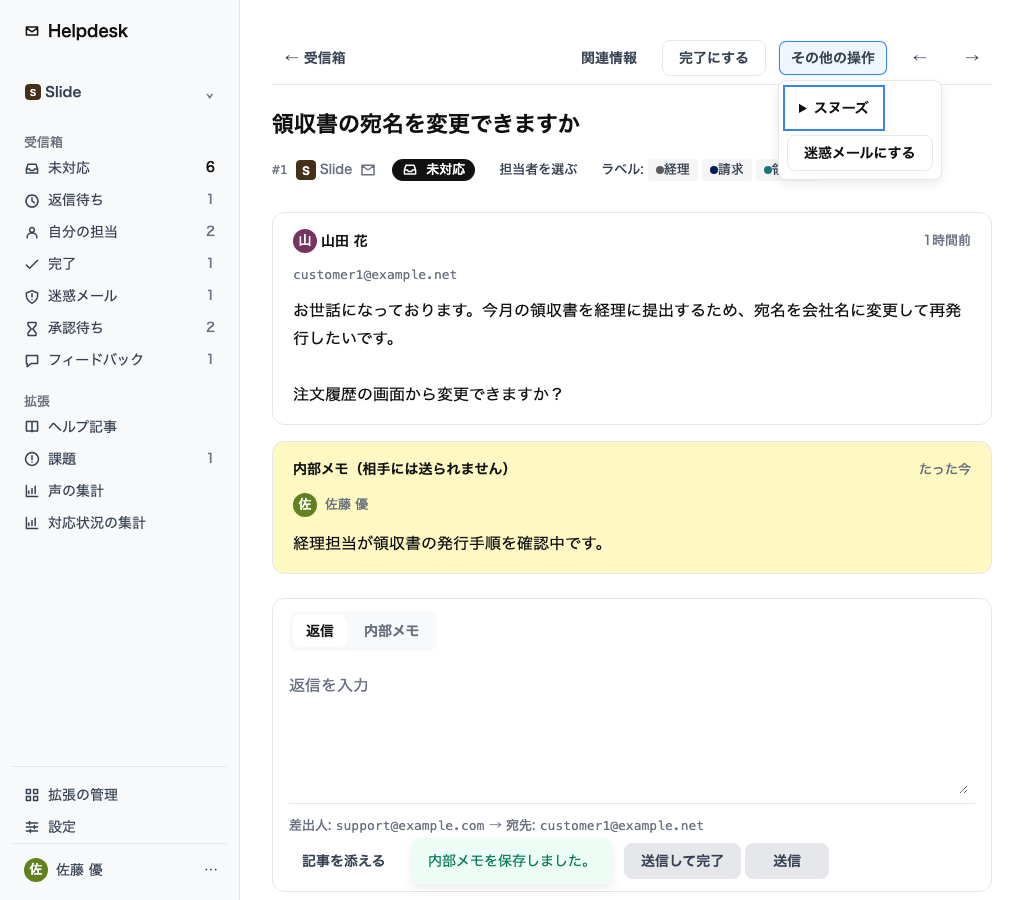 Helpdesk
S Slide
受信箱
未対応 6
返信待ち 1
自分の担当 2
完了 1
迷惑メール 1
承認待ち 2
フィードバック 1
拡張
ヘルプ記事
課題 1
声の集計
対応状況の集計
拡張の管理
設定
佐 佐藤 優 …
← 受信箱 関連情報 完了にする その他の操作 ← →
▶ スヌーズ
迷惑メールにする
領収書の宛名を変更できますか
#1 S Slide 未対応 担当者を選ぶ ラベル: 経理 請求
山 山田 花 1時間前
customer1@example.net
お世話になっております。今月の領収書を経理に提出するため、宛名を会社名に変更して再発
行したいです。
注文履歴の画面から変更できますか？
内部メモ（相手には送られません） たった今
佐 佐藤 優
経理担当が領収書の発行手順を確認中です。
返信 内部メモ
返信を入力
差出人: support@example.com → 宛先: customer1@example.net
記事を添える 内部メモを保存しました。 送信して完了 送信